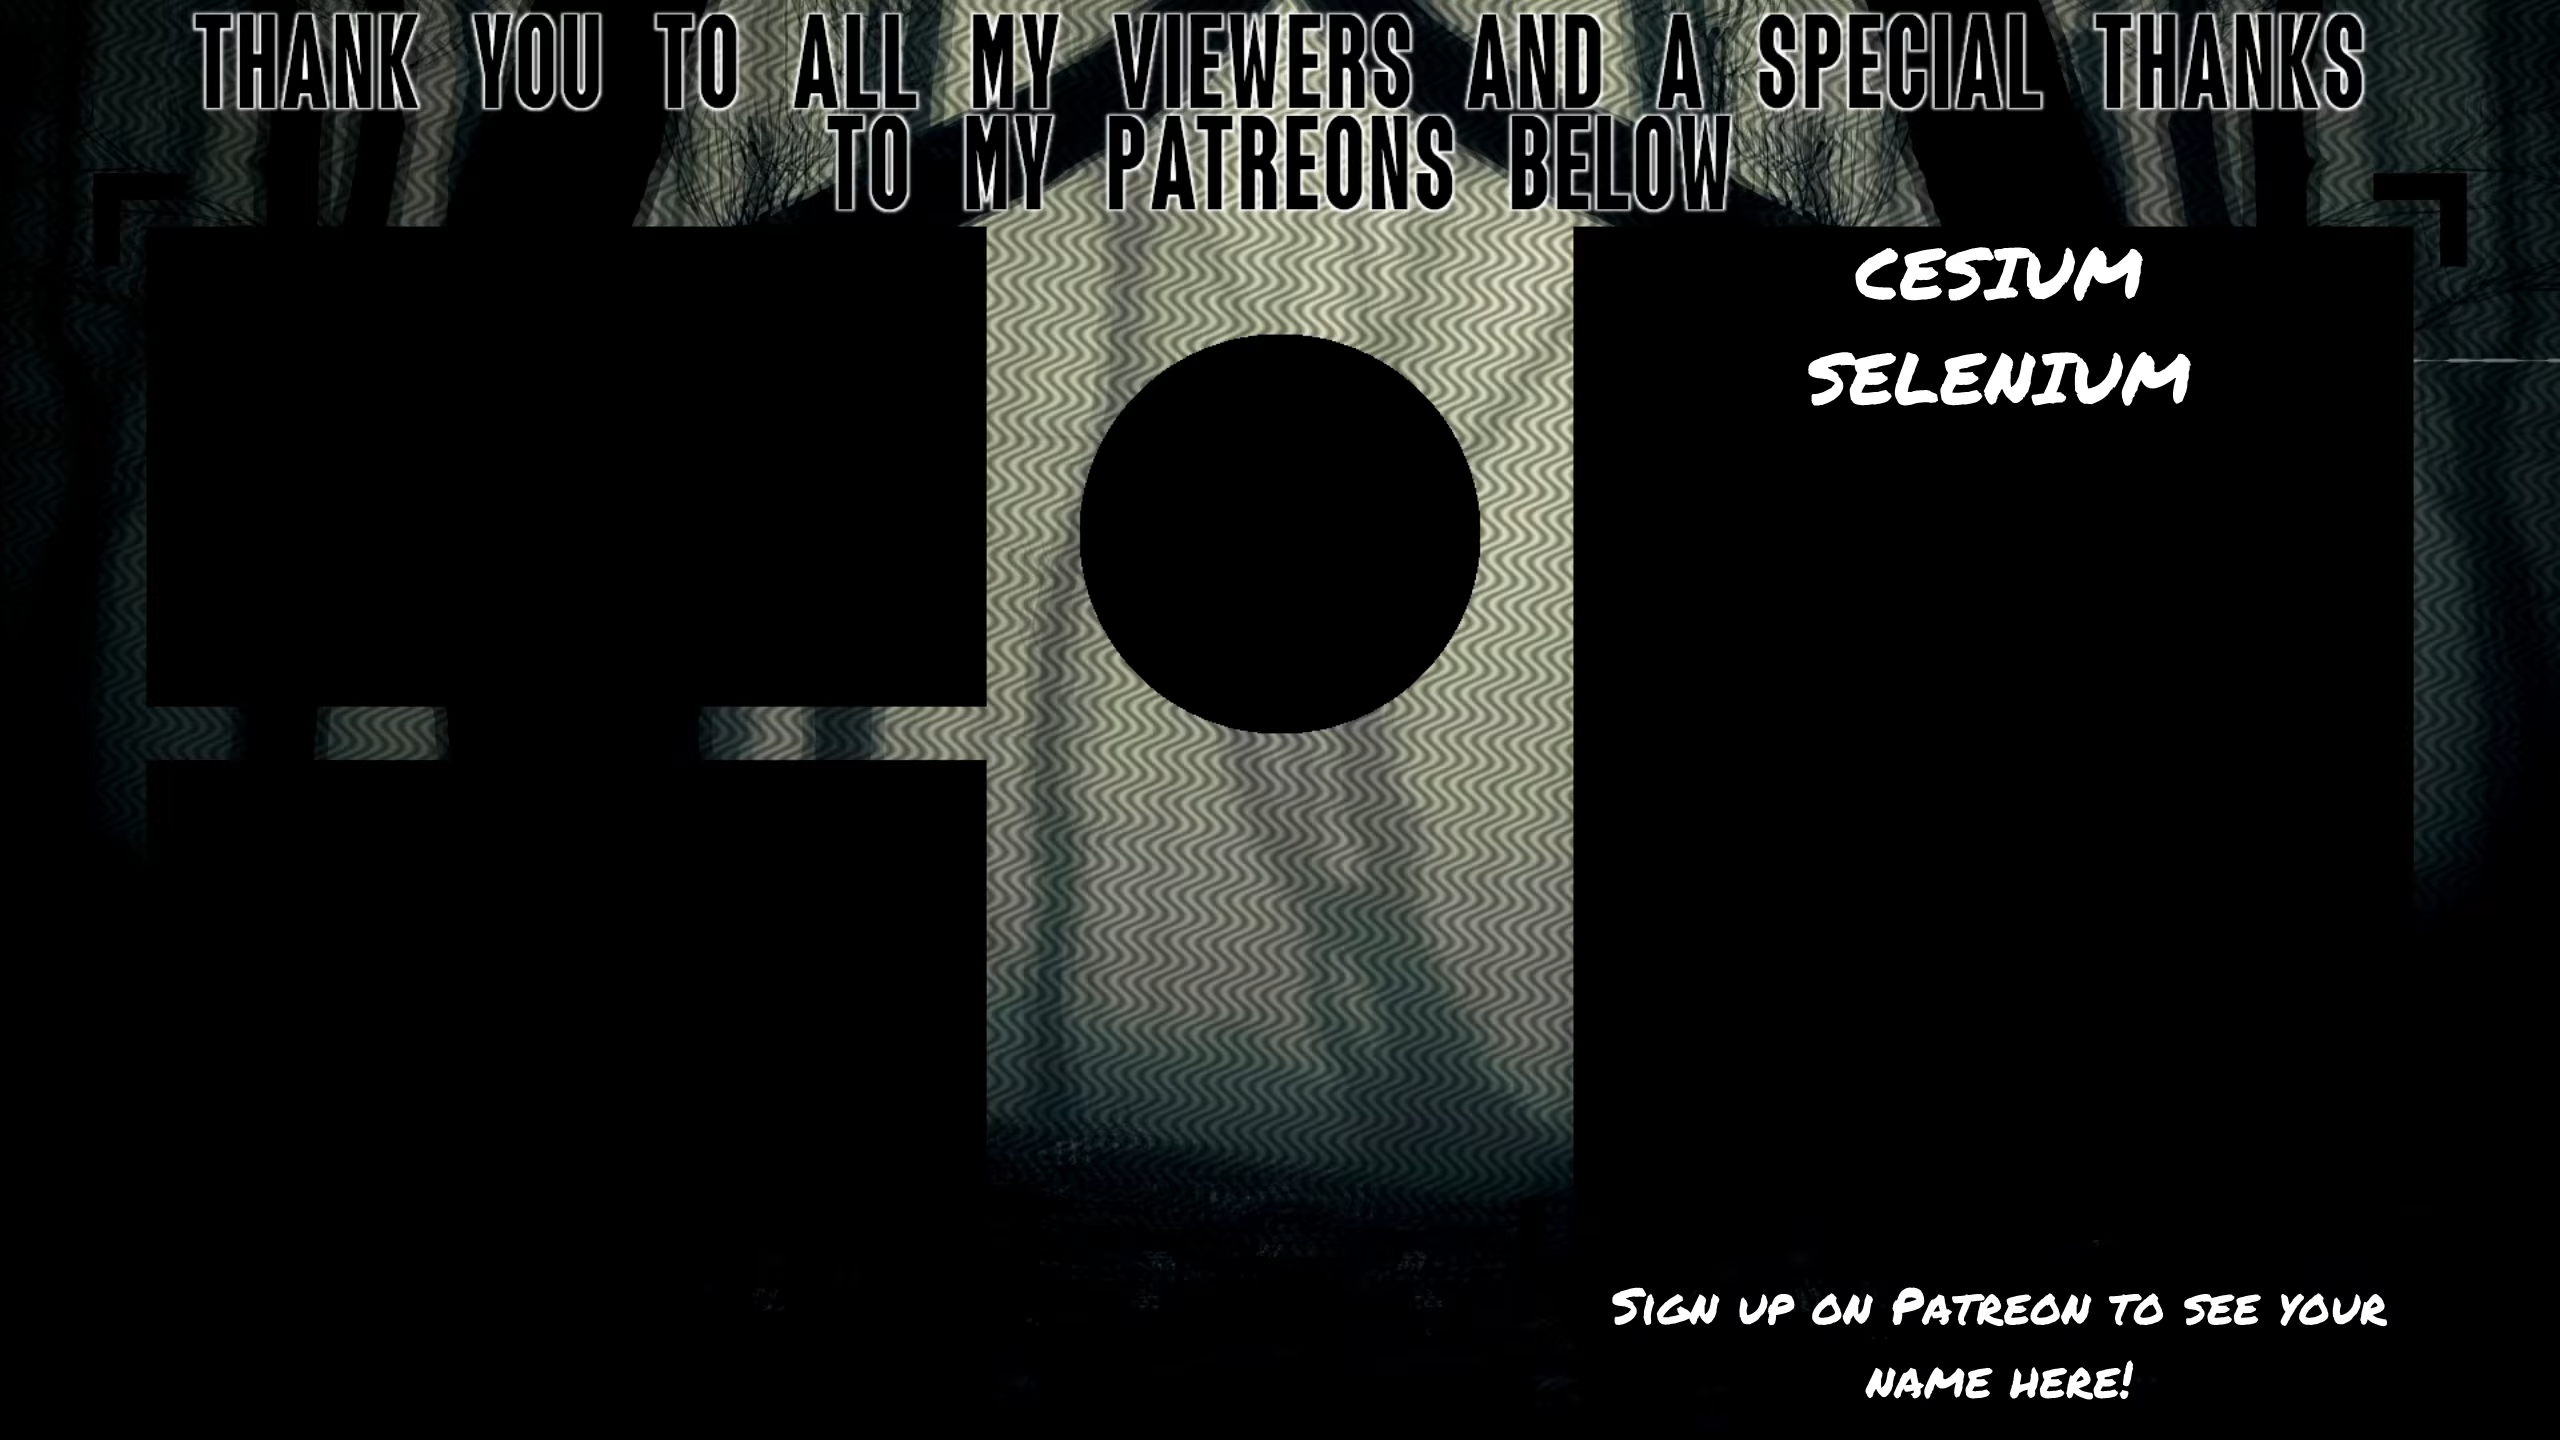 THANK YOU TO ALL MY VIEWERS AND A SPECIAL THANKS
TO MY PATREONS BELOW
CESIUM
SELENIUM
SIGN UP ON PATREON TO SEE YOUR
NAME HERE!